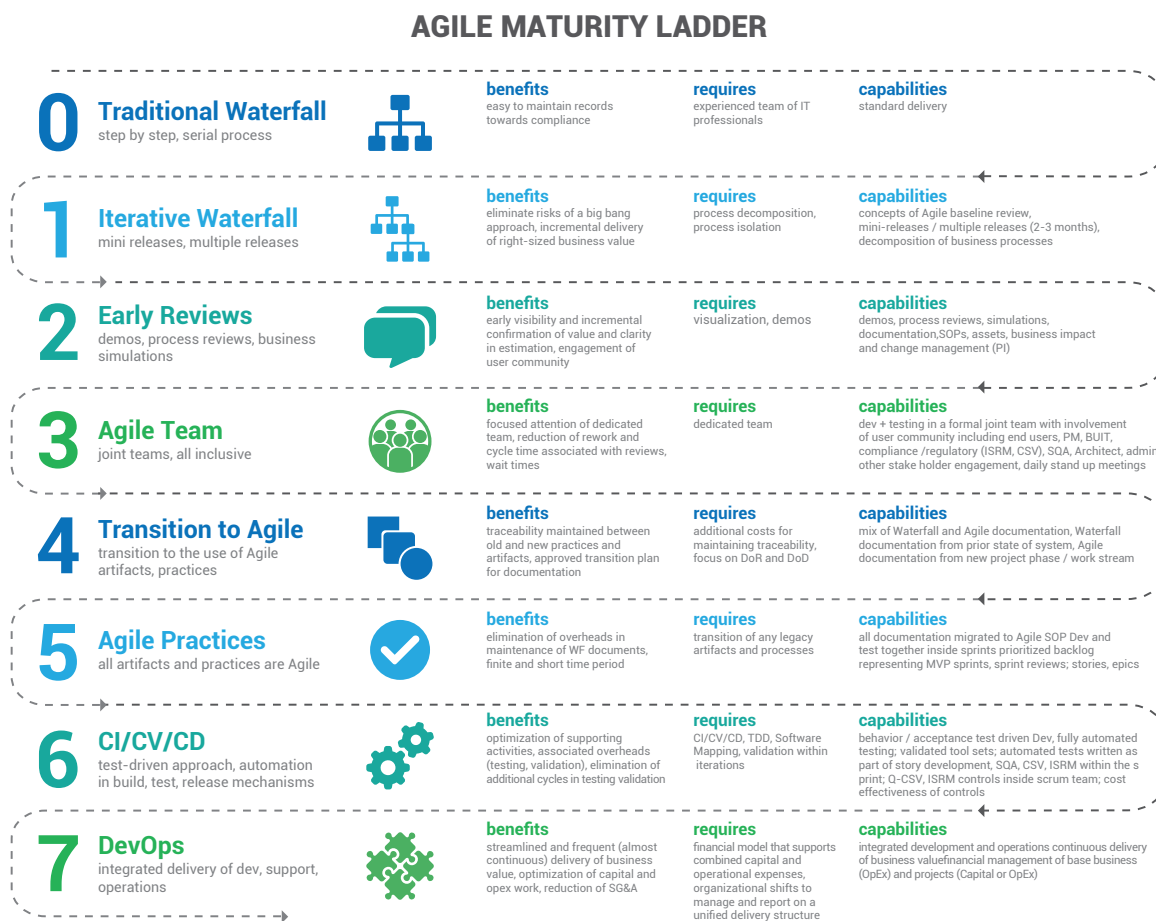 AGILE MATURITY LADDER
0
Traditional Waterfall
step by step, serial process
benefits
easy to maintain records
towards compliance
requires
experienced team of IT
professionals
capabilities
standard delivery
1
Iterative Waterfall
mini releases, multiple releases
benefits
eliminate risks of a big bang
approach, incremental delivery
of right-sized business value
requires
process decomposition,
process isolation
capabilities
concepts of Agile baseline review,
mini-releases / multiple releases (2-3 months),
decomposition of business processes
2
Early Reviews
demos, process reviews, business
simulations
benefits
early visibility and incremental
confirmation of value and clarity
in estimation, engagement of
user community
requires
visualization, demos
capabilities
demos, process reviews, simulations,
documentation,SOPs, assets, business impact
and change management (PI)
3
Agile Team
joint teams, all inclusive
benefits
focused attention of dedicated
team, reduction of rework and
cycle time associated with reviews,
wait times
requires
dedicated team
capabilities
dev + testing in a formal joint team with involvement
of user community including end users, PM, BUIT,
compliance /regulatory (ISRM, CSV), SQA, Architect, admin
other stake holder engagement, daily stand up meetings
4
Transition to Agile
transition to the use of Agile
artifacts, practices
benefits
traceability maintained between
old and new practices and
artifacts, approved transition plan
for documentation
requires
additional costs for
maintaining traceability,
focus on DoR and DoD
capabilities
mix of Waterfall and Agile documentation, Waterfall
documentation from prior state of system, Agile
documentation from new project phase / work stream
5
Agile Practices
all artifacts and practices are Agile
benefits
elimination of overheads in
maintenance of WF documents,
finite and short time period
requires
transition of any legacy
artifacts and processes
capabilities
all documentation migrated to Agile SOP Dev and
test together inside sprints prioritized backlog
representing MVP sprints, sprint reviews; stories, epics
6
CI/CV/CD
test-driven approach, automation
in build, test, release mechanisms
benefits
optimization of supporting
activities, associated overheads
(testing, validation), elimination of
additional cycles in testing validation
requires
CI/CV/CD, TDD, Software
Mapping, validation within
iterations
capabilities
behavior / acceptance test driven Dev, fully automated
testing; validated tool sets; automated tests written as
part of story development, SQA, CSV, ISRM within the s
print; Q-CSV, ISRM controls inside scrum team; cost
effectiveness of controls
7
DevOps
integrated delivery of dev, support,
operations
benefits
streamlined and frequent (almost
continuous) delivery of business
value, optimization of capital and
opex work, reduction of SG&A
requires
financial model that supports
combined capital and
operational expenses,
organizational shifts to
manage and report on a
unified delivery structure
capabilities
integrated development and operations continuous delivery
of business valuefinancial management of base business
(OpEx) and projects (Capital or OpEx)